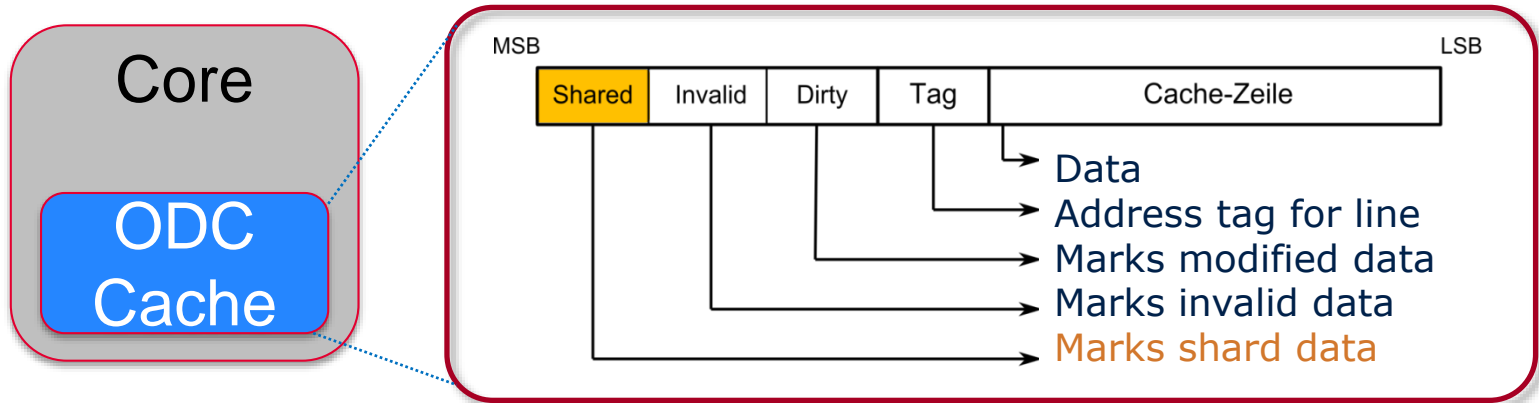 Core
ODC
Cache
MSB LSB
Shared Invalid Dirty Tag Cache-Zeile
Data
Address tag for line
Marks modified data
Marks invalid data
Marks shard data